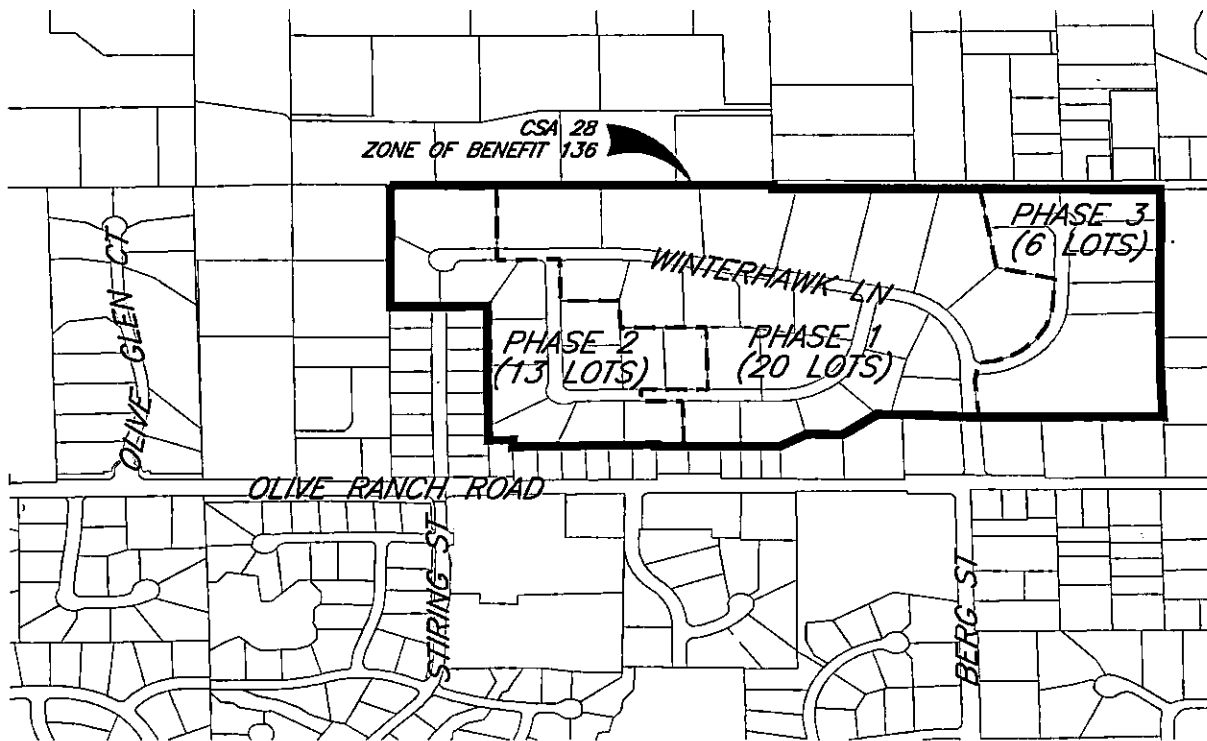 CSA 28
ZONE OF BENEFIT 136
PHASE 3
(6 LOTS)
WINTERHAWK LN
OLIVE GLEN CT
PHASE 2
(13 LOTS)
PHASE 1
(20 LOTS)
OLIVE RANCH ROAD
STIRING ST
BERG ST